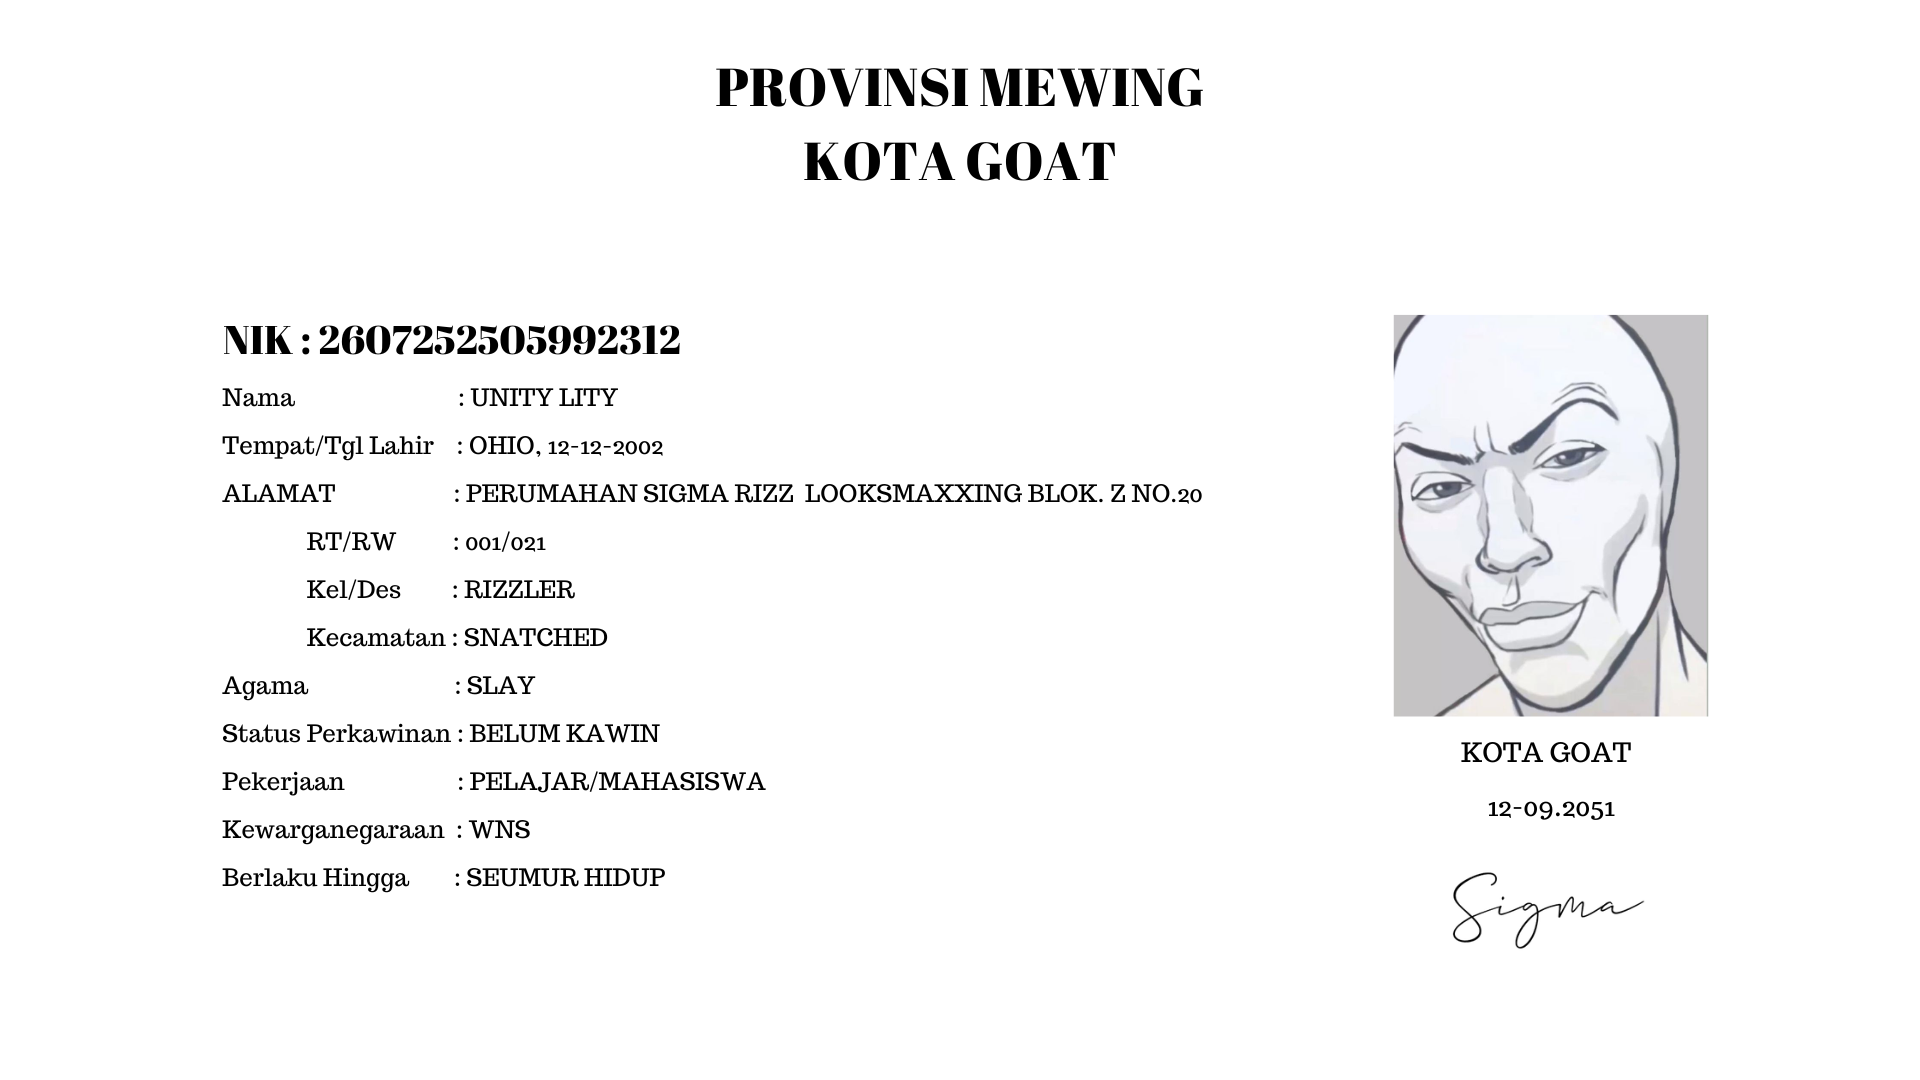 PROVINSI MEWING
KOTA GOAT
NIK : 2607252505992312
Nama : UNITY LITY
Tempat/Tgl Lahir : OHIO, 12-12-2002
ALAMAT : PERUMAHAN SIGMA RIZZ LOOKSMAXXING BLOK. Z NO.20
RT/RW : 001/021
Kel/Des : RIZZLER
Kecamatan : SNATCHED
Agama : SLAY
Status Perkawinan : BELUM KAWIN
Pekerjaan : PELAJAR/MAHASISWA
Kewarganegaraan : WNS
Berlaku Hingga : SEUMUR HIDUP
KOTA GOAT
12-09.2051
Sigma